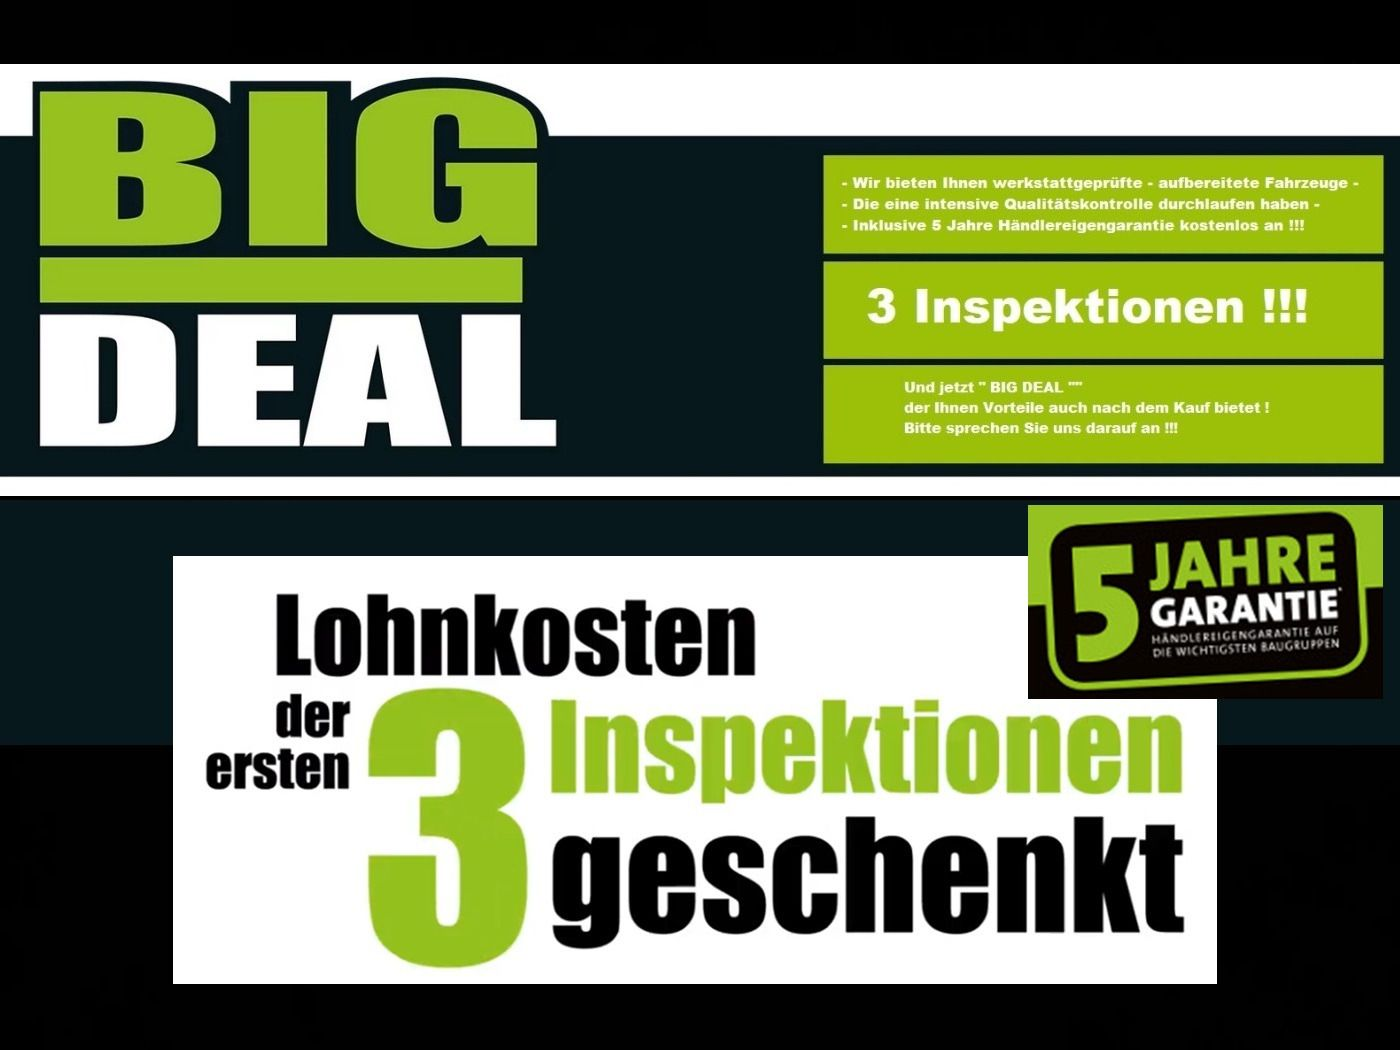 BIG
DEAL
- Wir bieten Ihnen werkstattgeprüfte - aufbereitete Fahrzeuge -
- Die eine intensive Qualitätskontrolle durchlaufen haben -
- Inklusive 5 Jahre Händlereigengarantie kostenlos an !!!
3 Inspektionen !!!
Und jetzt " BIG DEAL ""
der Ihnen Vorteile auch nach dem Kauf bietet !
Bitte sprechen Sie uns darauf an !!!
5 JAHRE
GARANTIE*
HÄNDLEREIGENGARANTIE AUF
DIE WICHTIGSTEN BAUGRUPPEN
Lohnkosten
der
ersten
3 Inspektionen
geschenkt